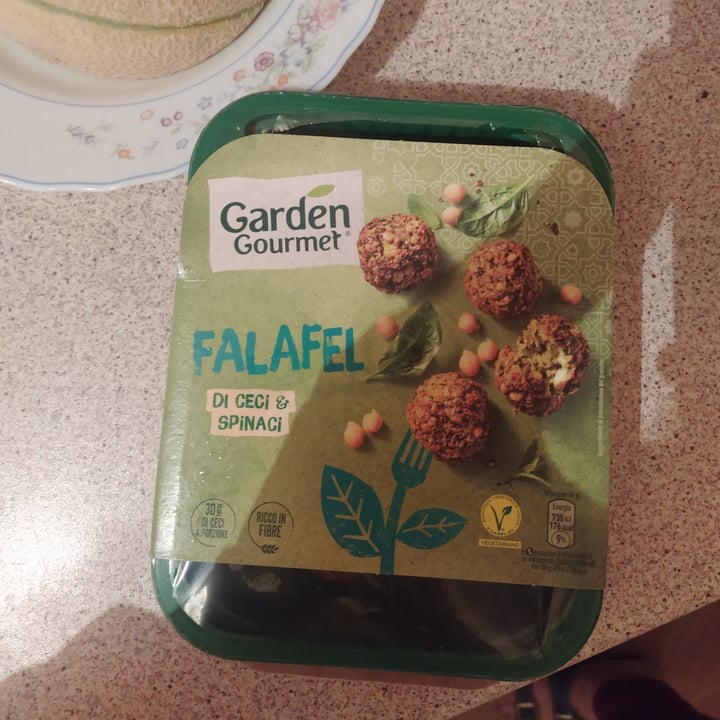 Garden
Gourmet®
FALAFEL
DI CECI &
SPINACI
30 G
DI CECI
A PORZIONE
RICCO IN
FIBRE
VEGETARIANO
Energia
735 kJ
176 kcal
9%